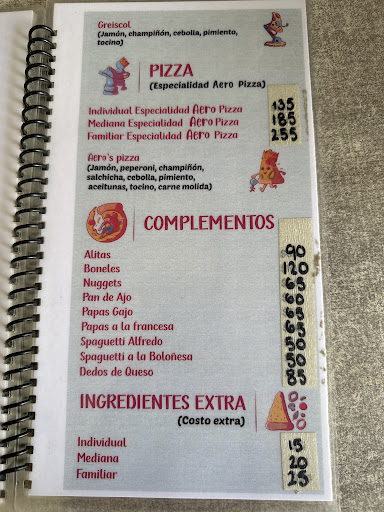 Greiscol
(Jamón, champiñón, cebolla, pimiento,
tocino)
PIZZA
(Especialidad Aero Pizza)
Individual Especialidad Aero Pizza 135
Mediana Especialidad Aero Pizza 185
Familiar Especialidad Aero Pizza 255
Aero's pizza
(Jamón, peperoni, champiñón,
salchicha, cebolla, pimiento,
aceitunas, tocino, carne molida)
COMPLEMENTOS
Alitas 90
Boneles 120
Nuggets 65
Pan de Ajo 60
Papas Gajo 65
Papas a la francesa 65
Spaguetti Alfredo 50
Spaguetti a la Boloñesa 50
Dedos de Queso 85
INGREDIENTES EXTRA
(Costo extra)
Individual 15
Mediana 20
Familiar 25